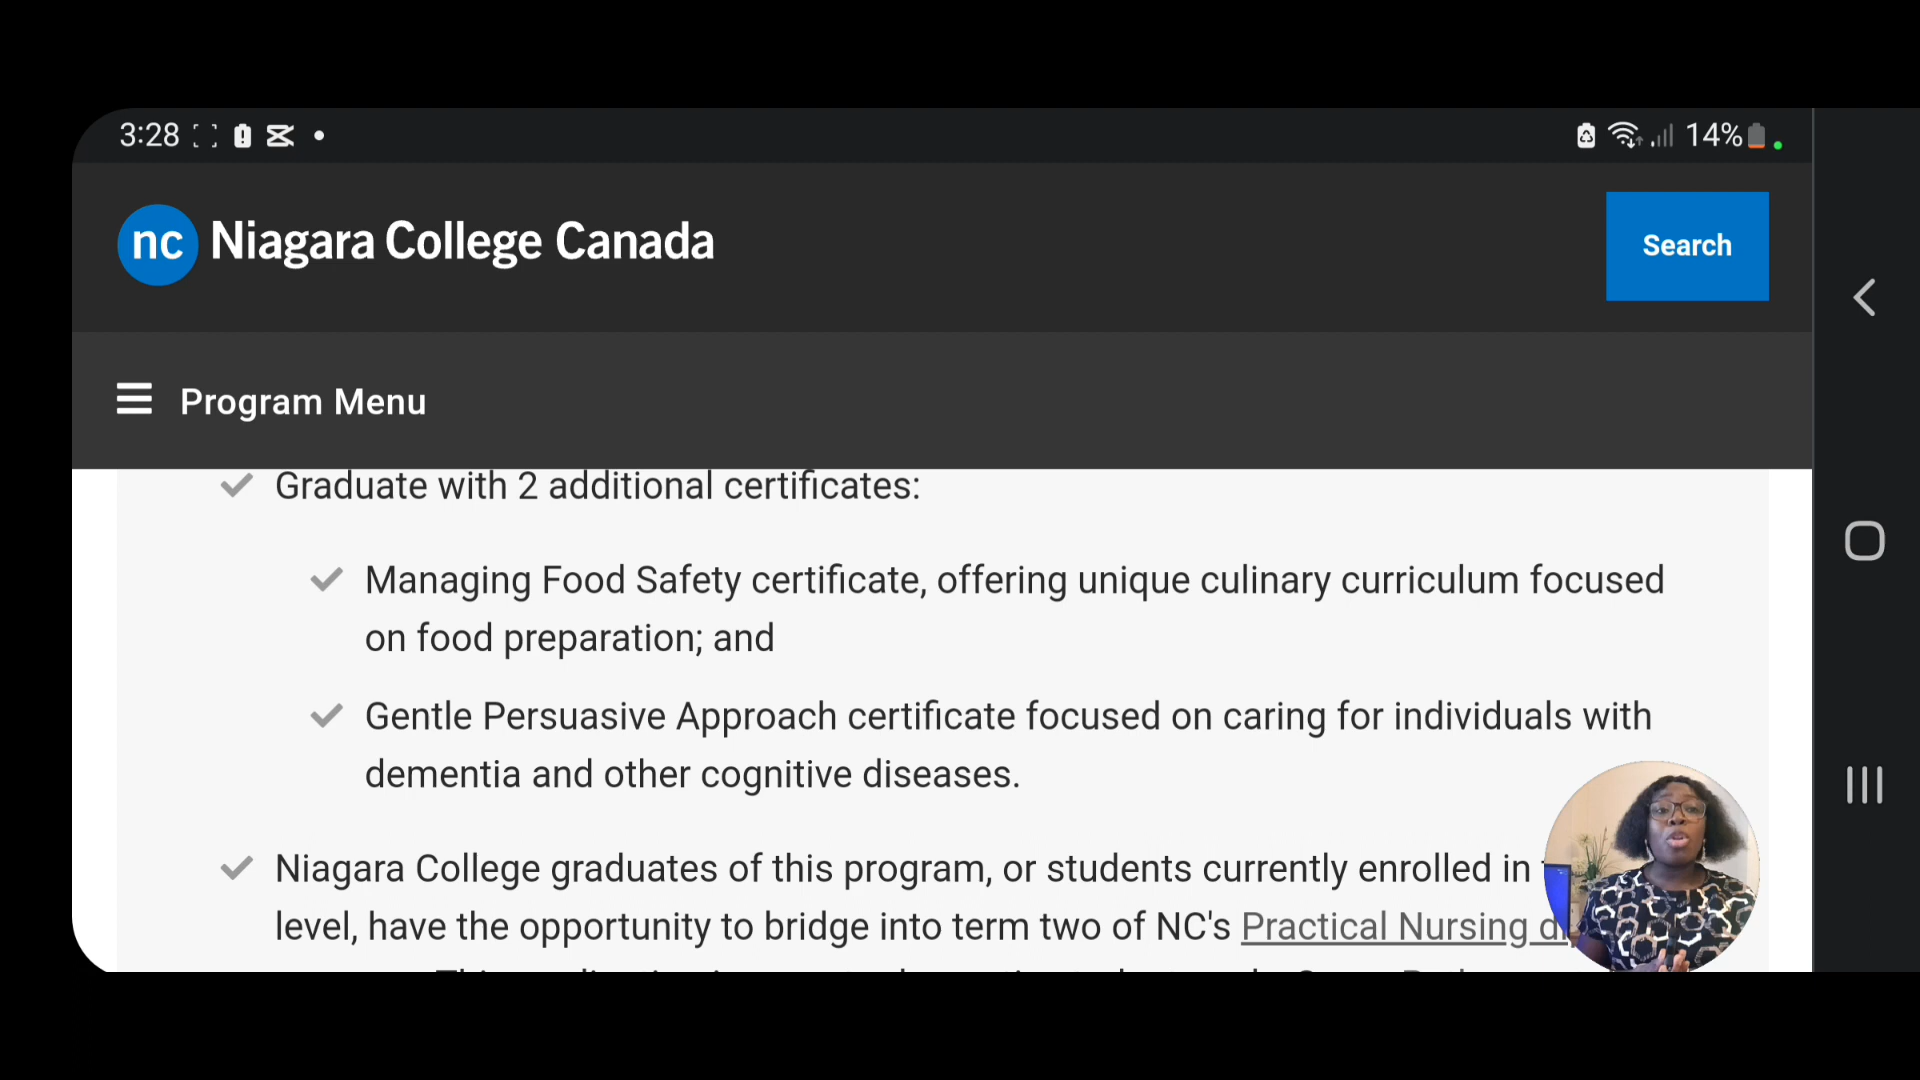 3:28
14%
nc Niagara College Canada
Search
Program Menu
Graduate with 2 additional certificates:
Managing Food Safety certificate, offering unique culinary curriculum focused
on food preparation; and
Gentle Persuasive Approach certificate focused on caring for individuals with
dementia and other cognitive diseases.
Niagara College graduates of this program, or students currently enrolled in
level, have the opportunity to bridge into term two of NC's Practical Nursing